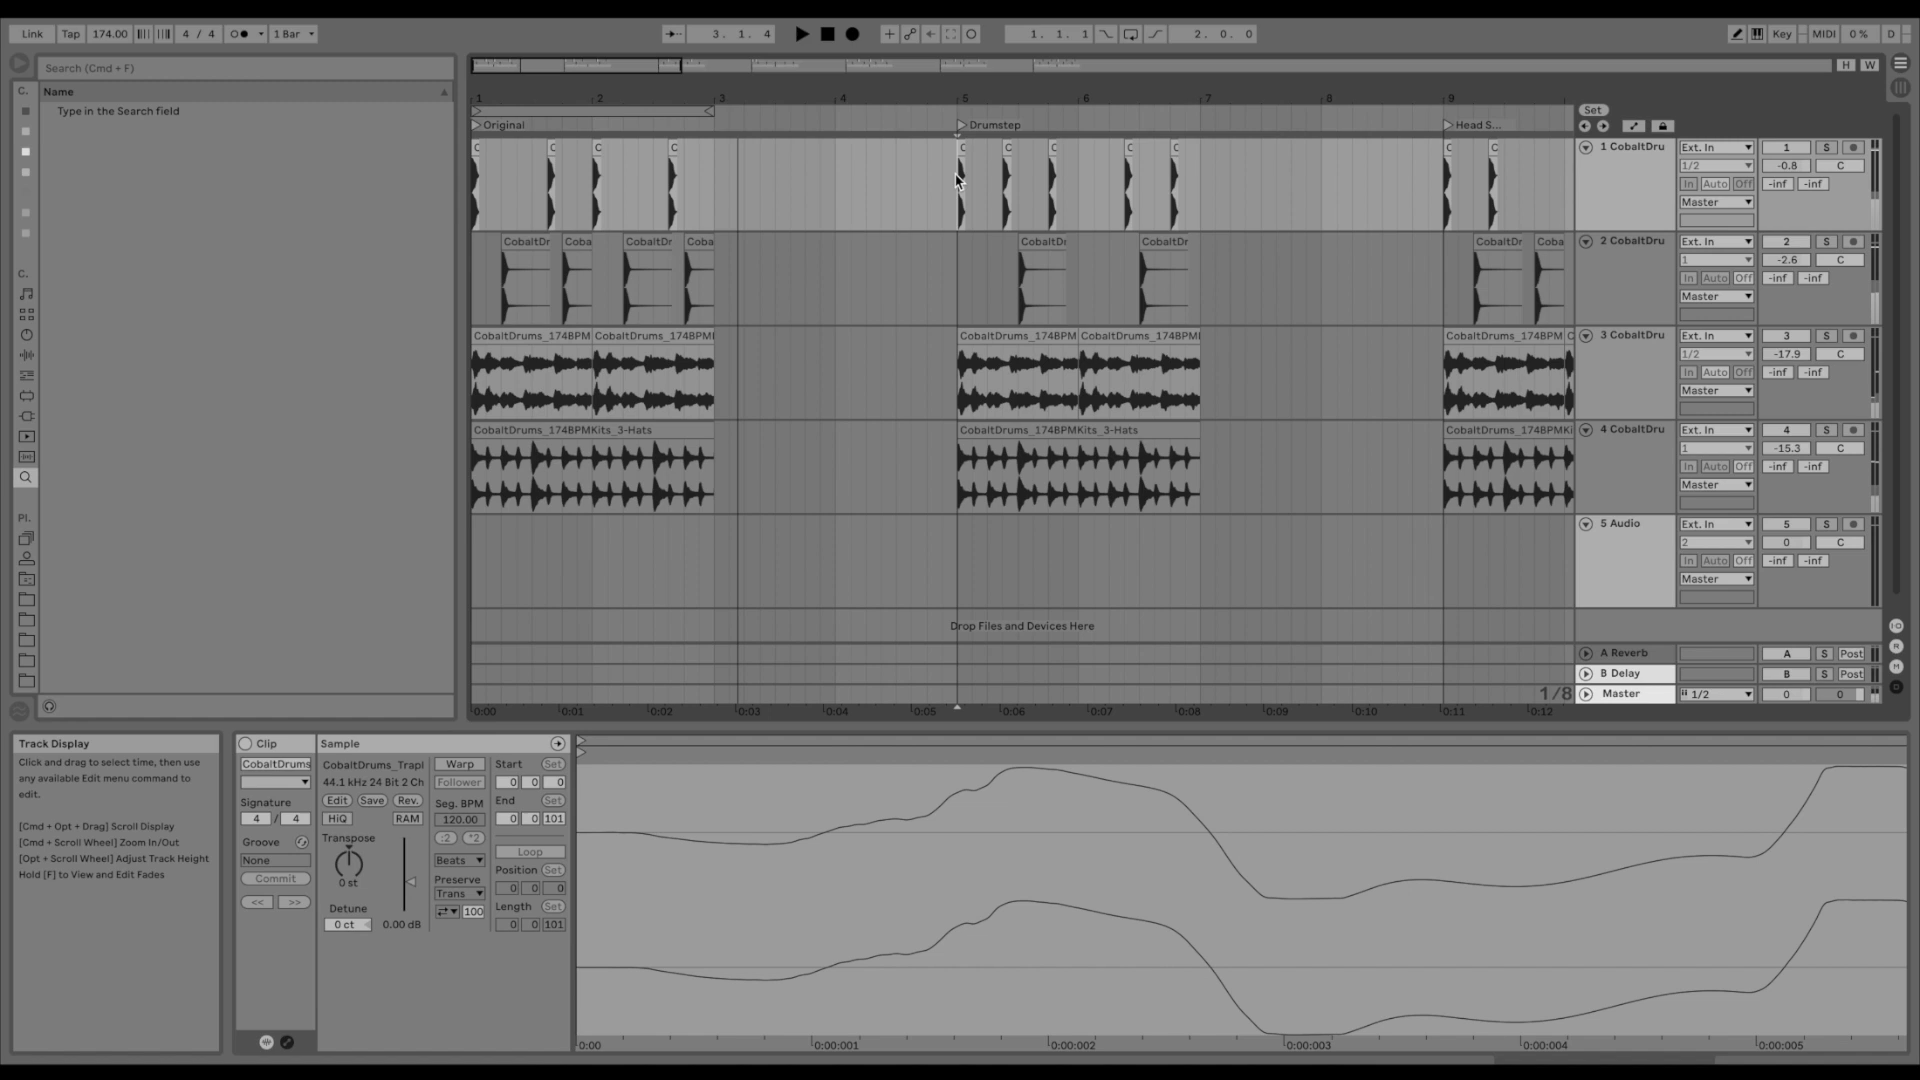 Link Tap 174.00 4 / 4 1 Bar 3. 1. 4 1. 1. 1 2. 0. 0 Key MIDI 0 % D
Search (Cmd + F)
H W
C. Name
Type in the Search field
1 2 3 4 5 6 7 8 9
Set
Original Drumstep Head S...
C C C C C C C C C C C
1 CobaltDru Ext. In 1 S
1/2 -0.8 C
In Auto Off -inf -inf
Master
CobaltDr Coba CobaltDr Coba CobaltDr CobaltDr CobaltDr Coba
2 CobaltDru Ext. In 2 S
1 -2.6 C
C.
In Auto Off -inf -inf
Master
CobaltDrums_174BPM CobaltDrums_174BPM CobaltDrums_174BPM CobaltDrums_174BPM CobaltDrums_174BPM C
3 CobaltDru Ext. In 3 S
1/2 -17.9 C
In Auto Off -inf -inf
Master
CobaltDrums_174BPMKits_3-Hats CobaltDrums_174BPMKits_3-Hats CobaltDrums_174BPMKi
4 CobaltDru Ext. In 4 S
1 -15.3 C
In Auto Off -inf -inf
Master
Pl.
5 Audio Ext. In 5 S
2 0 C
In Auto Off -inf -inf
Master
Drop Files and Devices Here
A Reverb A S Post
B Delay B S Post
1/8 Master 1/2 0 0
0:00 0:01 0:02 0:03 0:04 0:05 0:06 0:07 0:08 0:09 0:10 0:11 0:12
Track Display
Click and drag to select time, then use
any available Edit menu command to
edit.
[Cmd + Opt + Drag] Scroll Display
[Cmd + Scroll Wheel] Zoom In/Out
[Opt + Scroll Wheel] Adjust Track Height
Hold [F] to View and Edit Fades
Clip
CobaltDrums
Signature
4 / 4
Groove
None
Commit
<< >>
Sample
CobaltDrums_Trapl
44.1 kHz 24 Bit 2 Ch
Edit Save Rev.
HiQ RAM
Transpose
0 st
Detune
0 ct 0.00 dB
Warp
Follower
Seg. BPM
120.00
:2 *2
Beats
Preserve
Trans
100
Start Set
0 0 0
End Set
0 0 101
Loop
Position Set
0 0 0
Length Set
0 0 101
0:00 0:00:001 0:00:002 0:00:003 0:00:004 0:00:005